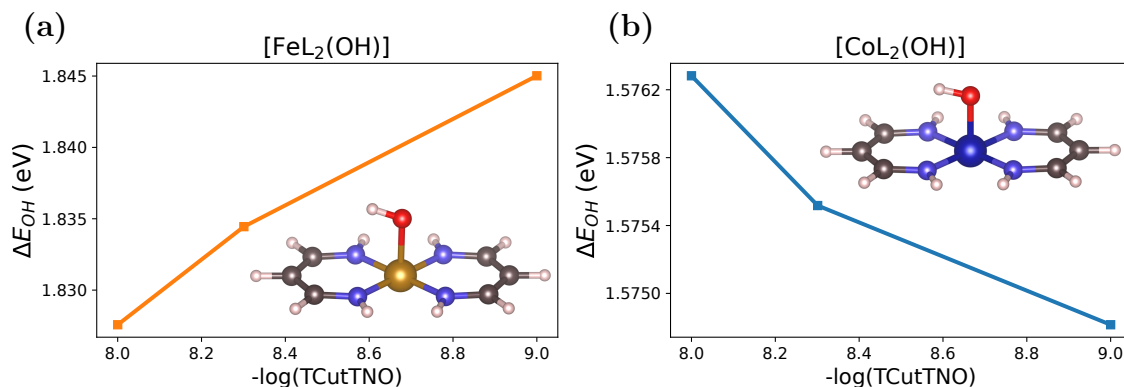 (a)
[FeL₂(OH)]
1.845
1.840
1.835
1.830
ΔE_OH (eV)
8.0 8.2 8.4 8.6 8.8 9.0
-log(TCutTNO)
(b)
[CoL₂(OH)]
1.5762
1.5758
1.5754
1.5750
ΔE_OH (eV)
8.0 8.2 8.4 8.6 8.8 9.0
-log(TCutTNO)